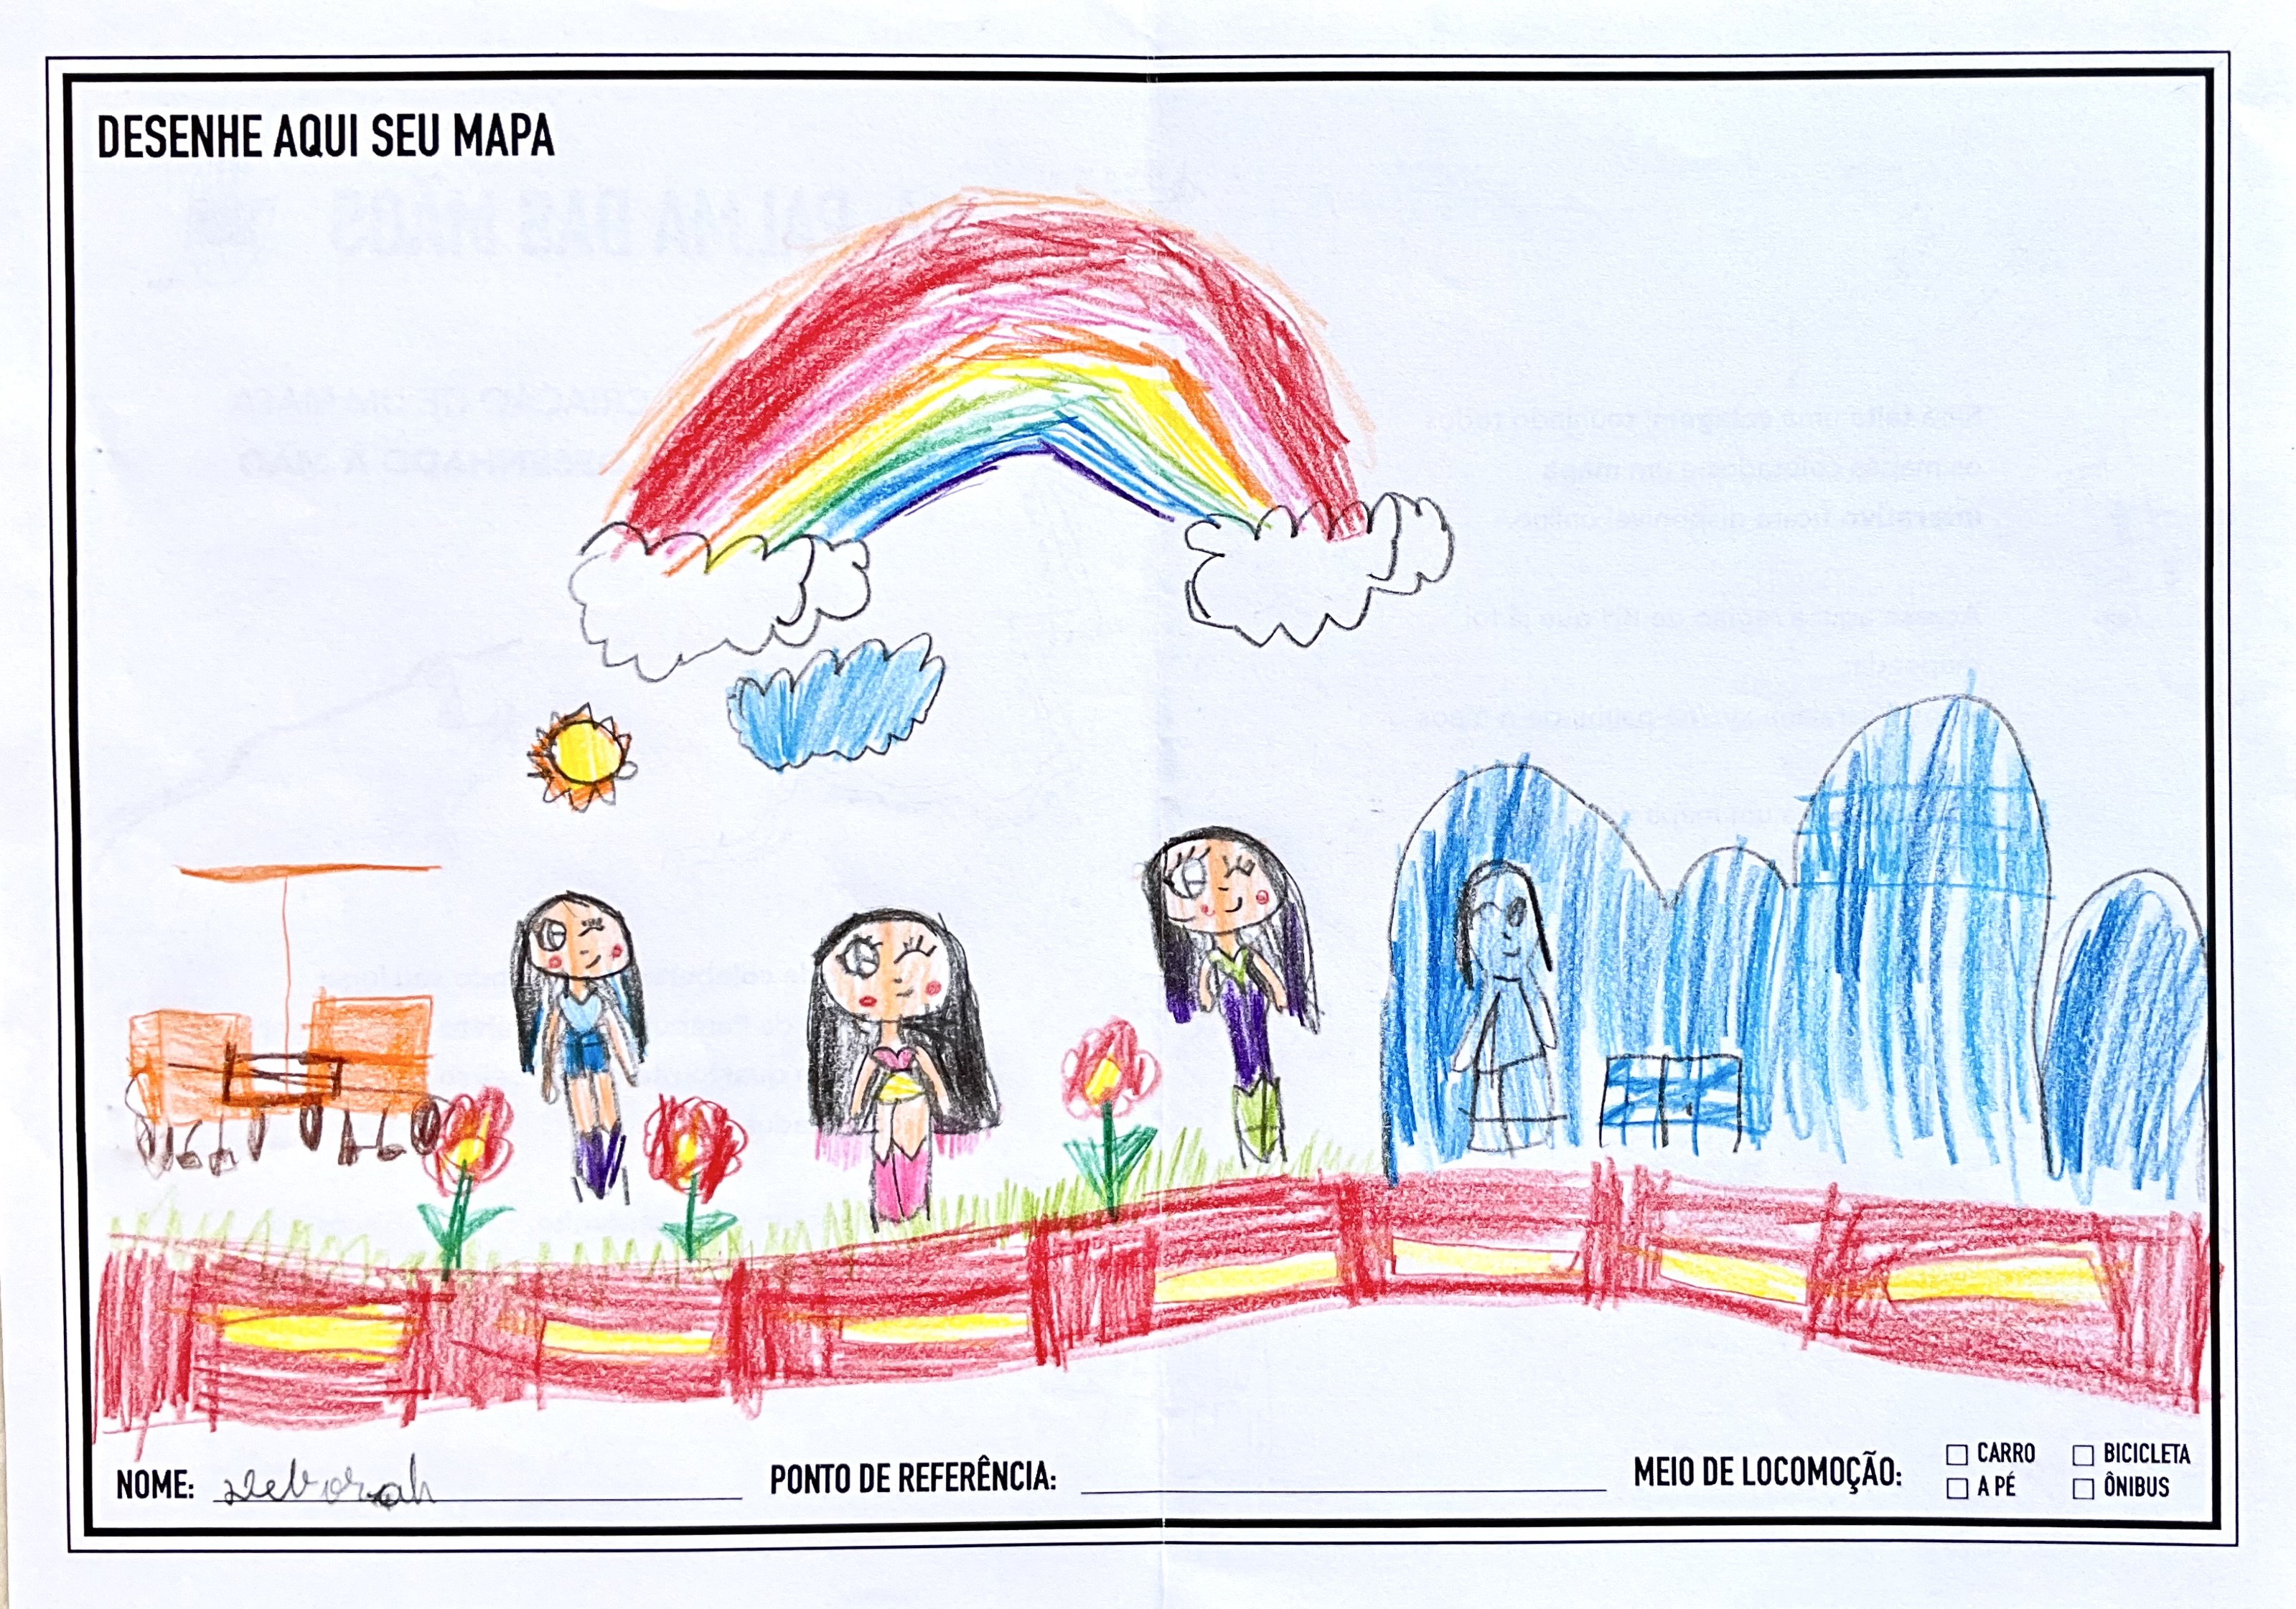 DESENHE AQUI SEU MAPA
NOME: Deborah
PONTO DE REFERÊNCIA:
MEIO DE LOCOMOÇÃO:
CARRO
BICICLETA
A PÉ
ÔNIBUS